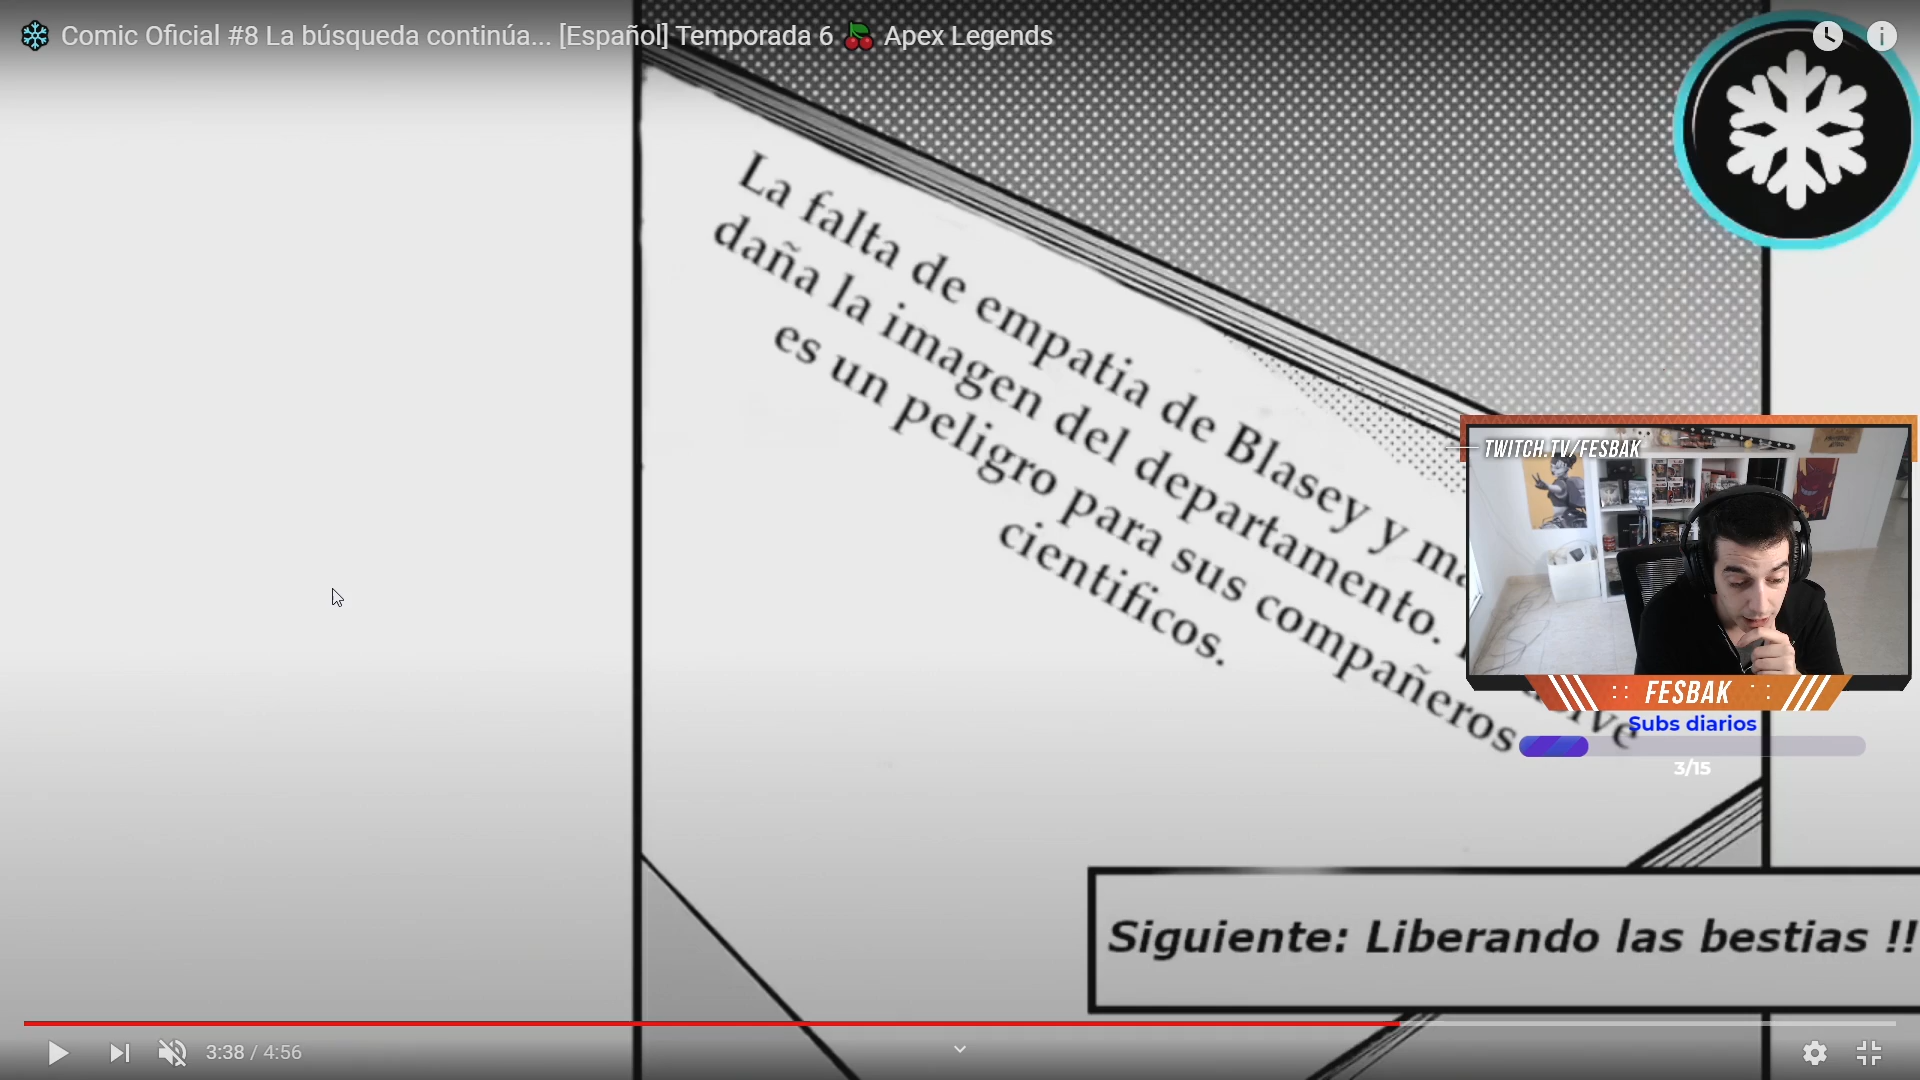 Comic Oficial #8 La búsqueda continúa... [Español] Temporada 6 🍒 Apex Legends
La falta de empatia de Blasey y
daña la imagen del departamento.
es un peligro para sus compañeros
cientificos.
TWITCH.TV/FESBAK
FESBAK
Subs diarios
3/15
Siguiente: Liberando las bestias !!
3:38 / 4:56